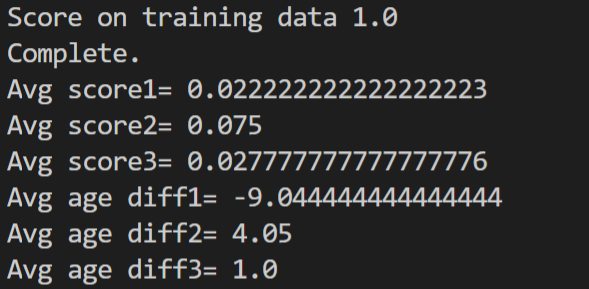 Score on training data 1.0
Complete.
Avg score1= 0.022222222222222223
Avg score2= 0.075
Avg score3= 0.027777777777777776
Avg age diff1= -9.044444444444444
Avg age diff2= 4.05
Avg age diff3= 1.0